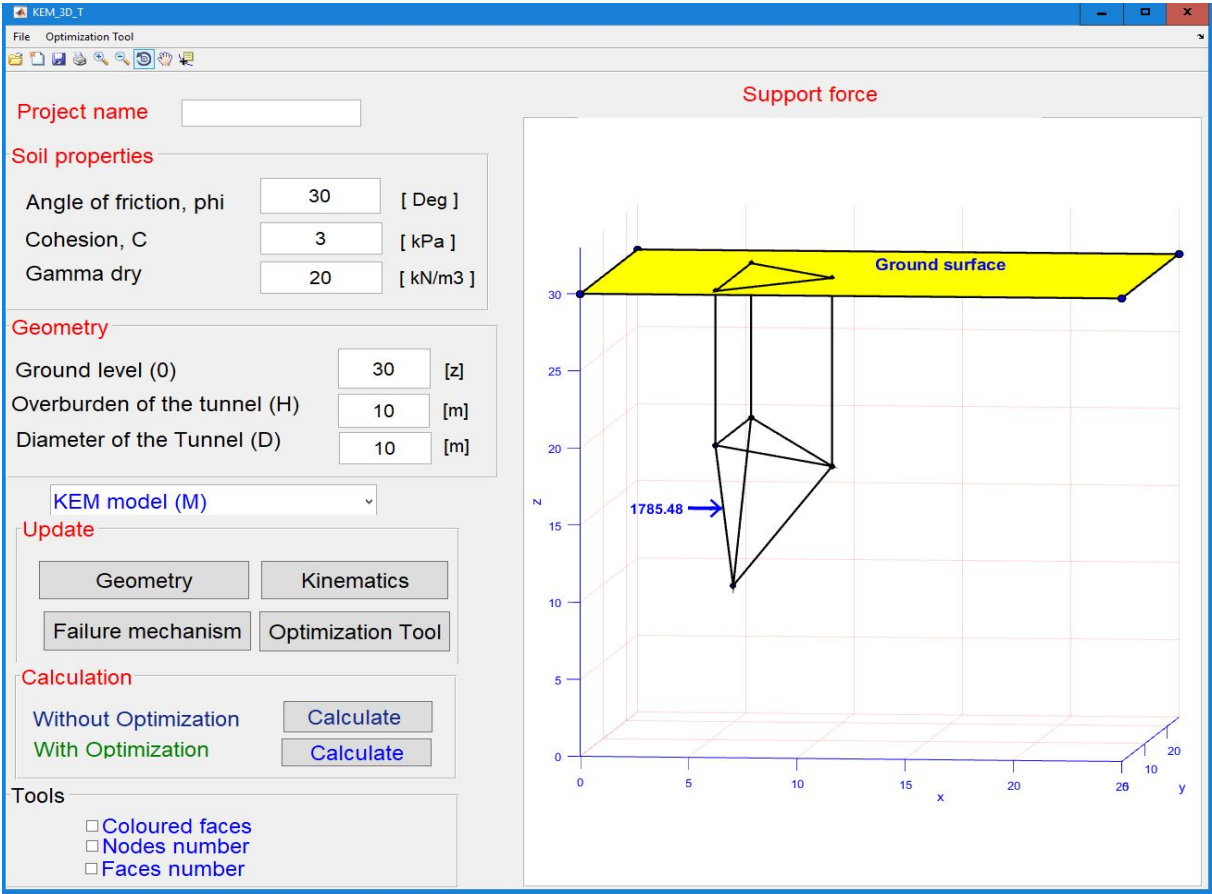 KEM_3D_T
File Optimization Tool
Project name
Soil properties
Angle of friction, phi 30 [ Deg ]
Cohesion, C 3 [ kPa ]
Gamma dry 20 [ kN/m3 ]
Geometry
Ground level (0) 30 [z]
Overburden of the tunnel (H) 10 [m]
Diameter of the Tunnel (D) 10 [m]
KEM model (M)
Update
Geometry Kinematics
Failure mechanism Optimization Tool
Calculation
Without Optimization Calculate
With Optimization Calculate
Tools
Coloured faces
Nodes number
Faces number
Support force
Ground surface
30
25
20
z
1785.48
15
10
5
0
0 5 10 15 20
x
10
20
y